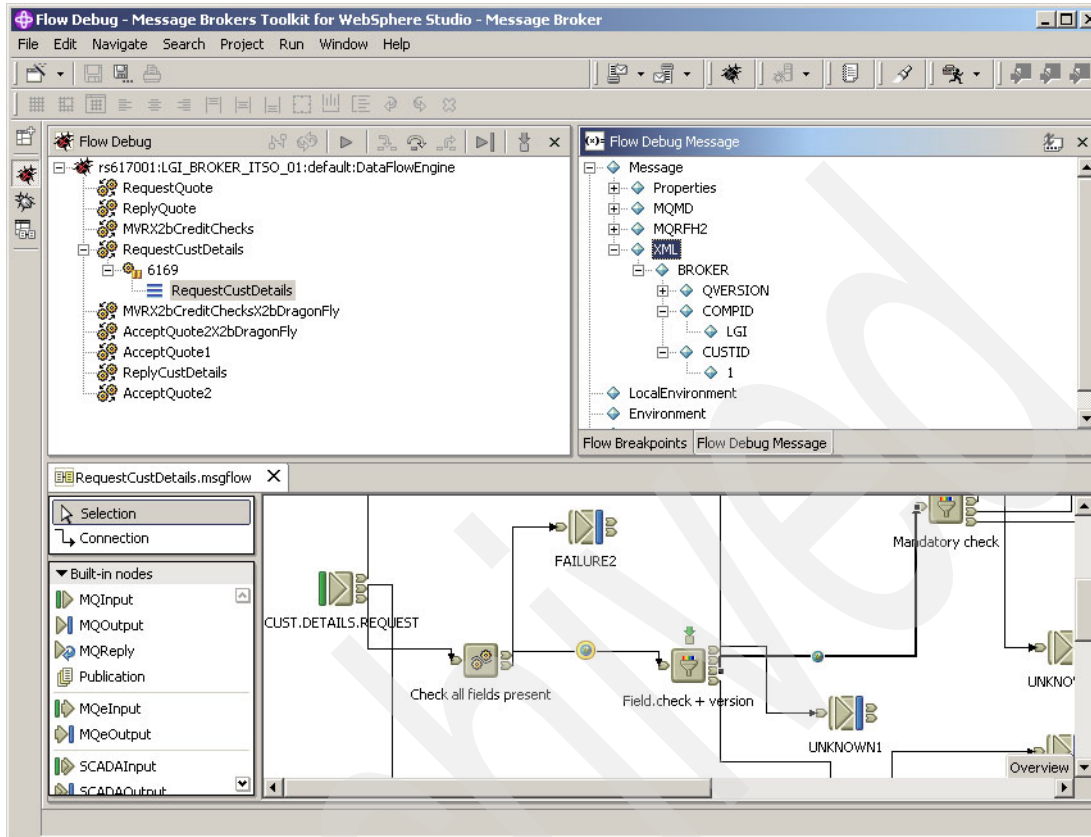 Flow Debug - Message Brokers Toolkit for WebSphere Studio - Message Broker
File Edit Navigate Search Project Run Window Help
Flow Debug
rs617001:LGI_BROKER_ITSO_01:default:DataFlowEngine
RequestQuote
ReplyQuote
MVRX2bCreditChecks
RequestCustDetails
6169
RequestCustDetails
MVRX2bCreditChecksX2bDragonFly
AcceptQuote2X2bDragonFly
AcceptQuote1
ReplyCustDetails
AcceptQuote2
Flow Debug Message
Message
Properties
MQMD
MQRFH2
XML
BROKER
QVERSION
COMPID
LGI
CUSTID
1
LocalEnvironment
Environment
Flow Breakpoints Flow Debug Message
RequestCustDetails.msgflow
Selection
Connection
Built-in nodes
MQInput
MQOutput
MQReply
Publication
MQeInput
MQeOutput
SCADAInput
SCADAOutput
FAILURE2
Mandatory check
CUST.DETAILS.REQUEST
Check all fields present
Field.check + version
UNKNO
UNKNOWN1
Overview
hived